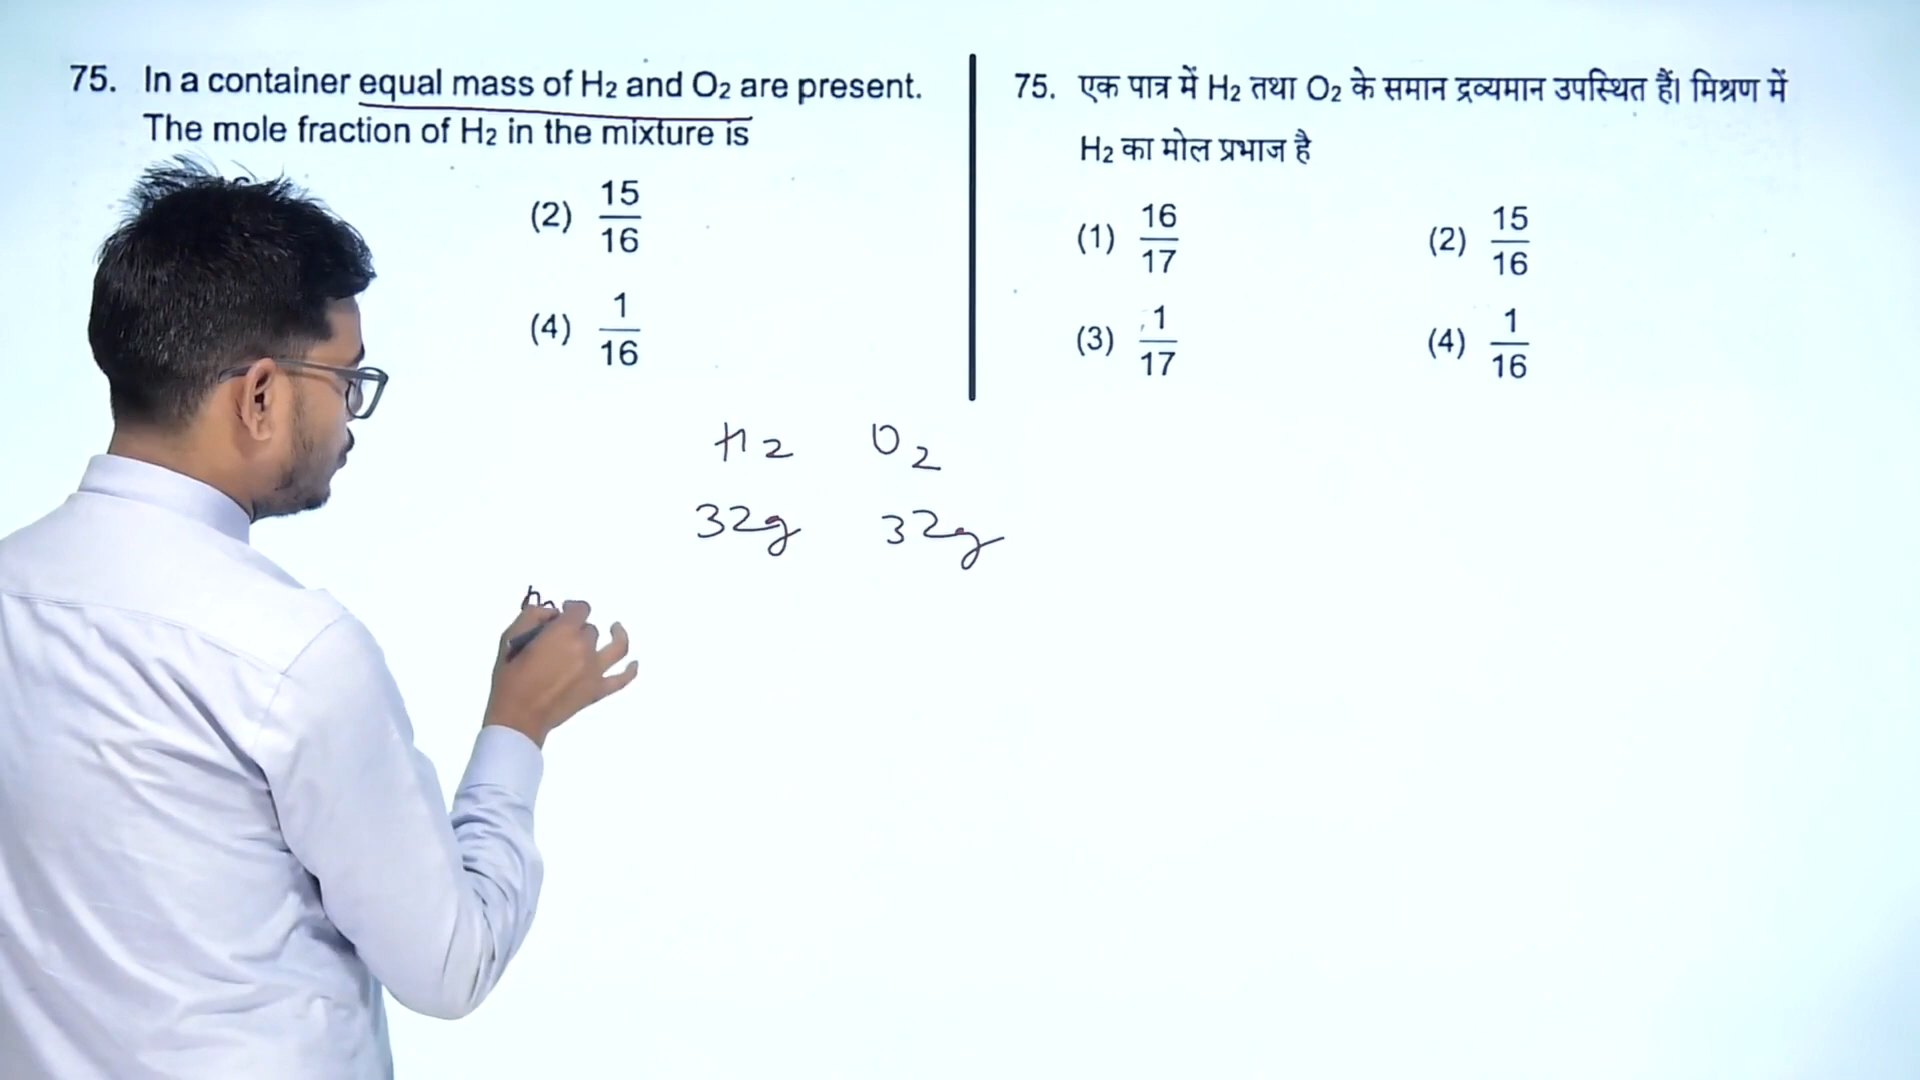 75. In a container equal mass of H₂ and O₂ are present.
The mole fraction of H₂ in the mixture is
(2) 15/16
(4) 1/16
75. एक पात्र में H₂ तथा O₂ के समान द्रव्यमान उपस्थित हैं। मिश्रण में
H₂ का मोल प्रभाज है
(1) 16/17 (2) 15/16
(3) 1/17 (4) 1/16
H₂ O₂
32g 32g